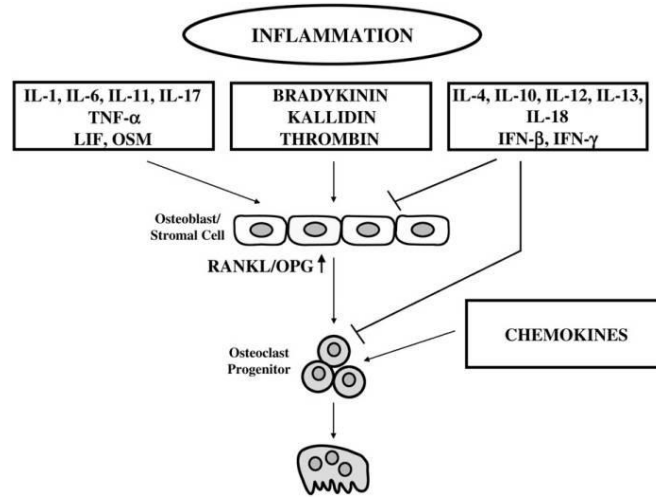 INFLAMMATION
IL-1, IL-6, IL-11, IL-17
TNF-α
LIF, OSM
BRADYKININ
KALLIDIN
THROMBIN
IL-4, IL-10, IL-12, IL-13,
IL-18
IFN-β, IFN-γ
Osteoblast/
Stromal Cell
RANKL/OPG
CHEMOKINES
Osteoclast
Progenitor